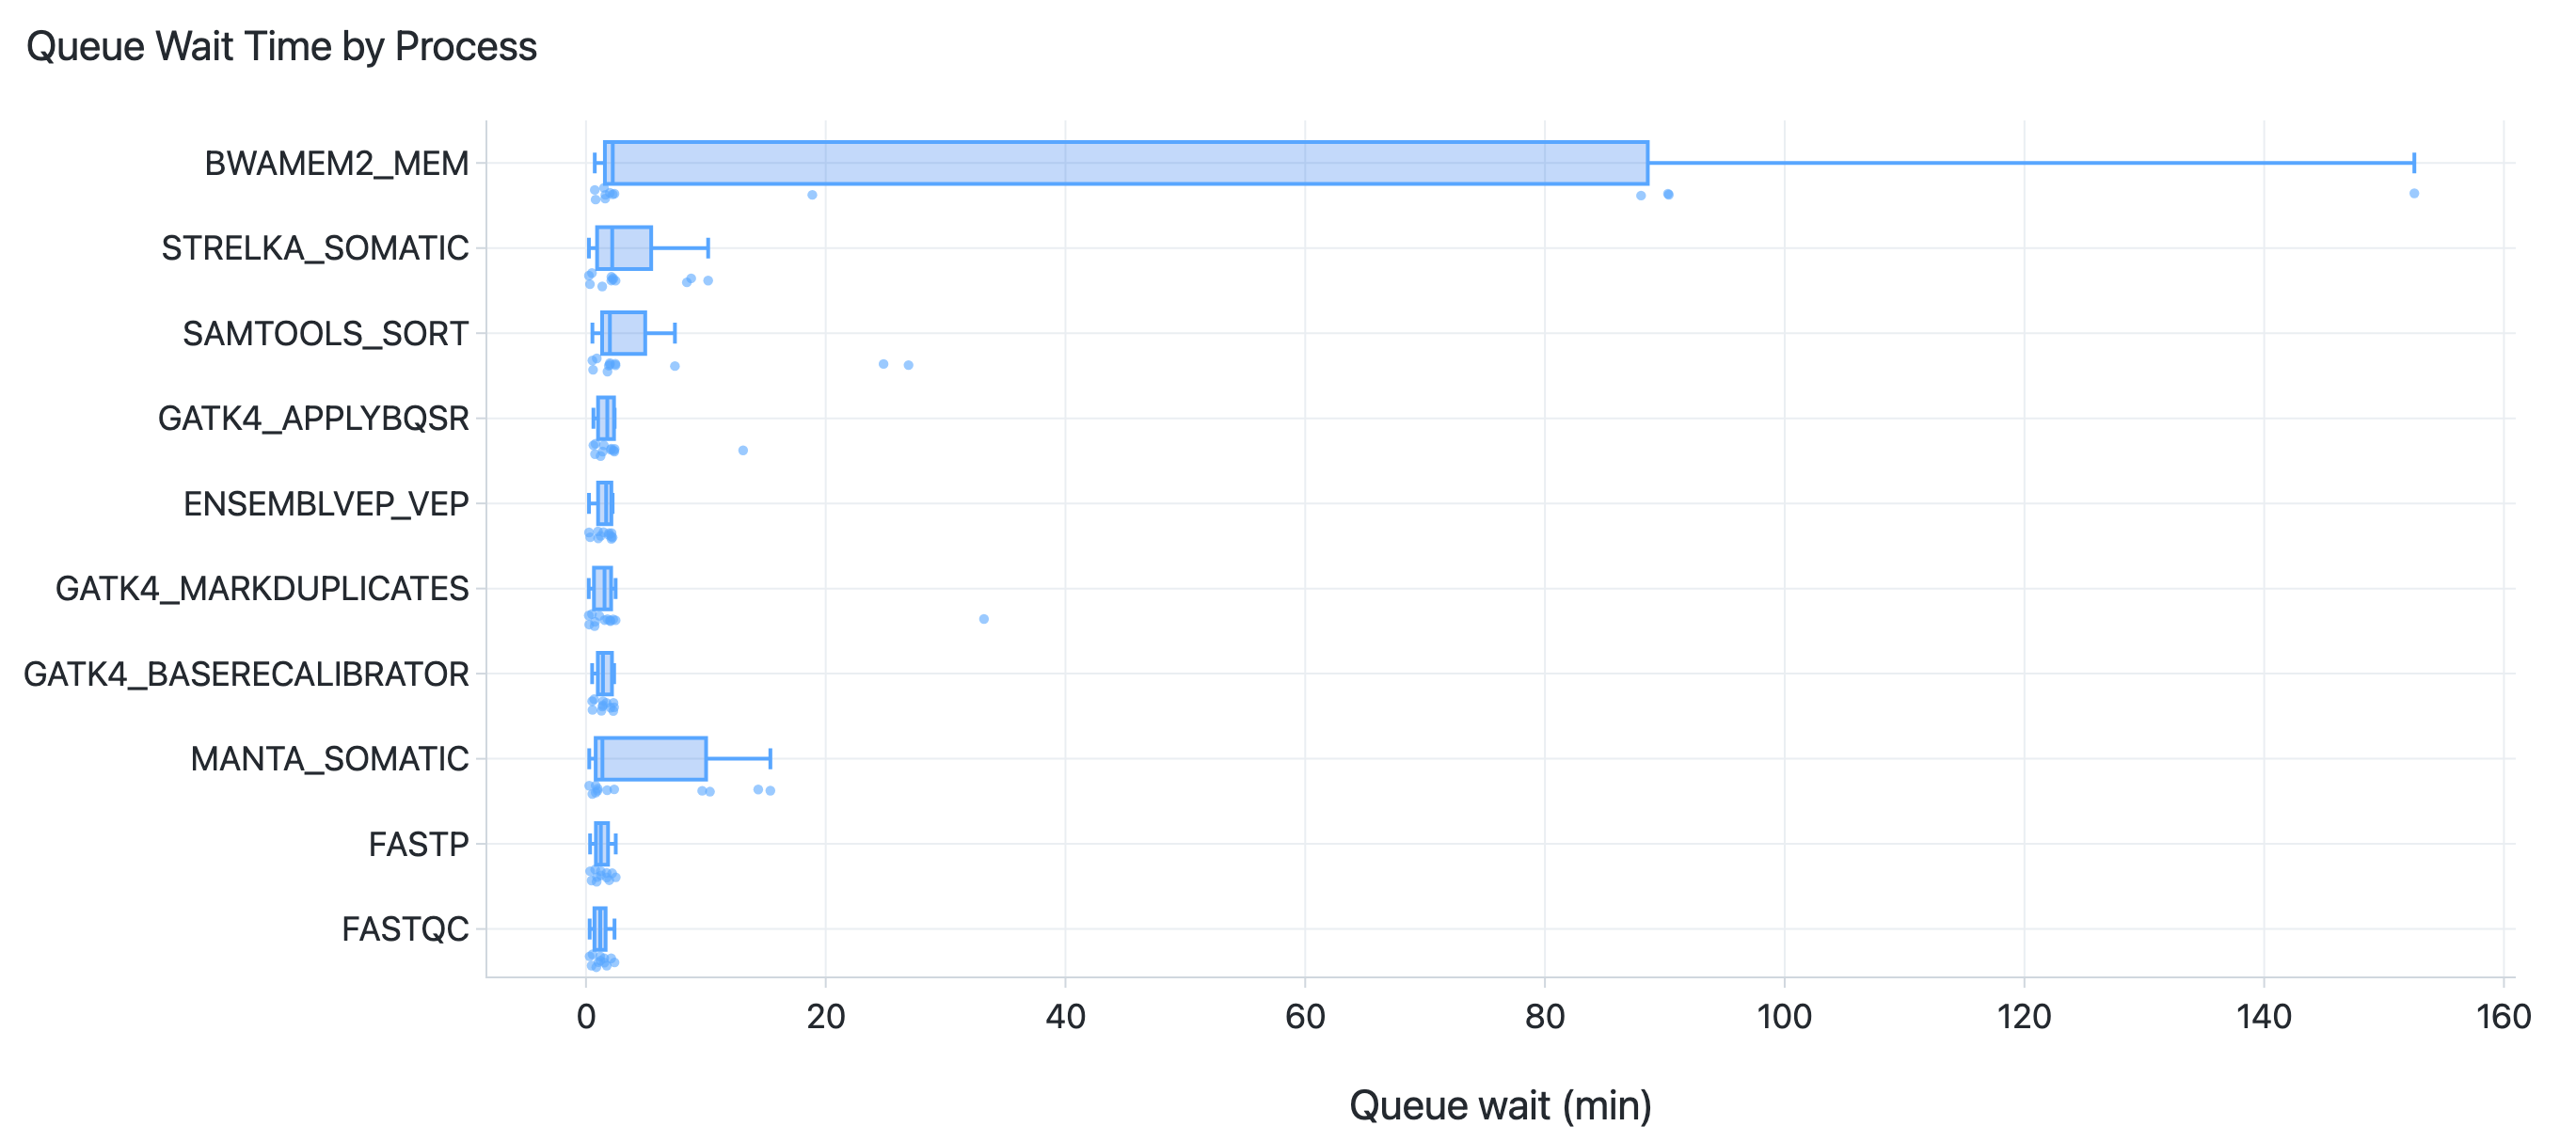 Queue Wait Time by Process
BWAMEM2_MEM
STRELKA_SOMATIC
SAMTOOLS_SORT
GATK4_APPLYBQSR
ENSEMBLVEP_VEP
GATK4_MARKDUPLICATES
GATK4_BASERECALIBRATOR
MANTA_SOMATIC
FASTP
FASTQC
0 20 40 60 80 100 120 140 160
Queue wait (min)